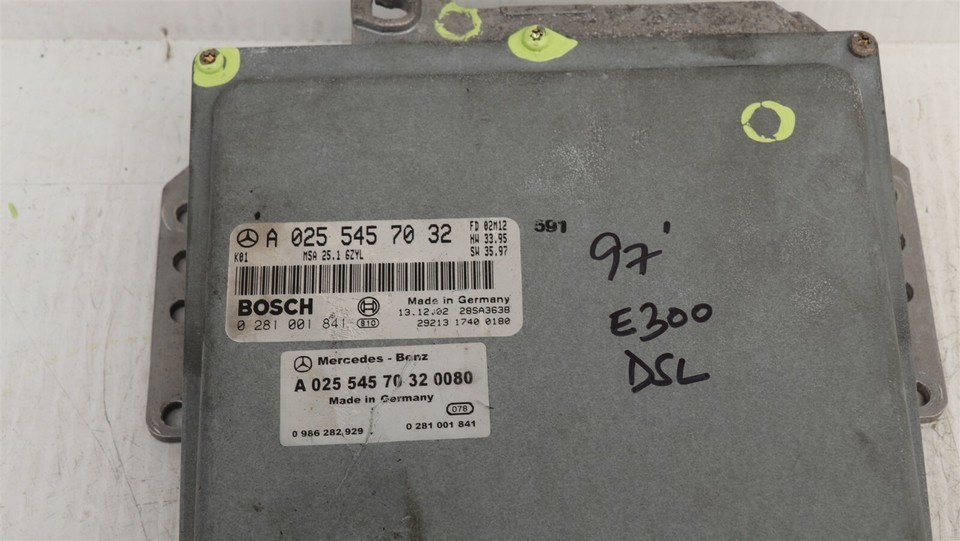 A 025 545 70 32
FD 02M12
HW 33.95
SW 35.97
K01 MSA 25.1 6ZYL
BOSCH
Made in Germany
13.12.02 28SA3638
0 281 001 841 810
29213 1740 0180
Mercedes - Benz
A 025 545 70 32 0080
Made in Germany
078
0 986 282 929 0 281 001 841
591
97'
E300
DSL